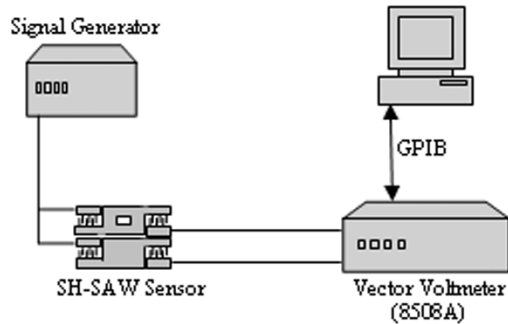 Signal Generator
GPIB
SH-SAW Sensor
Vector Voltmeter
(8508A)